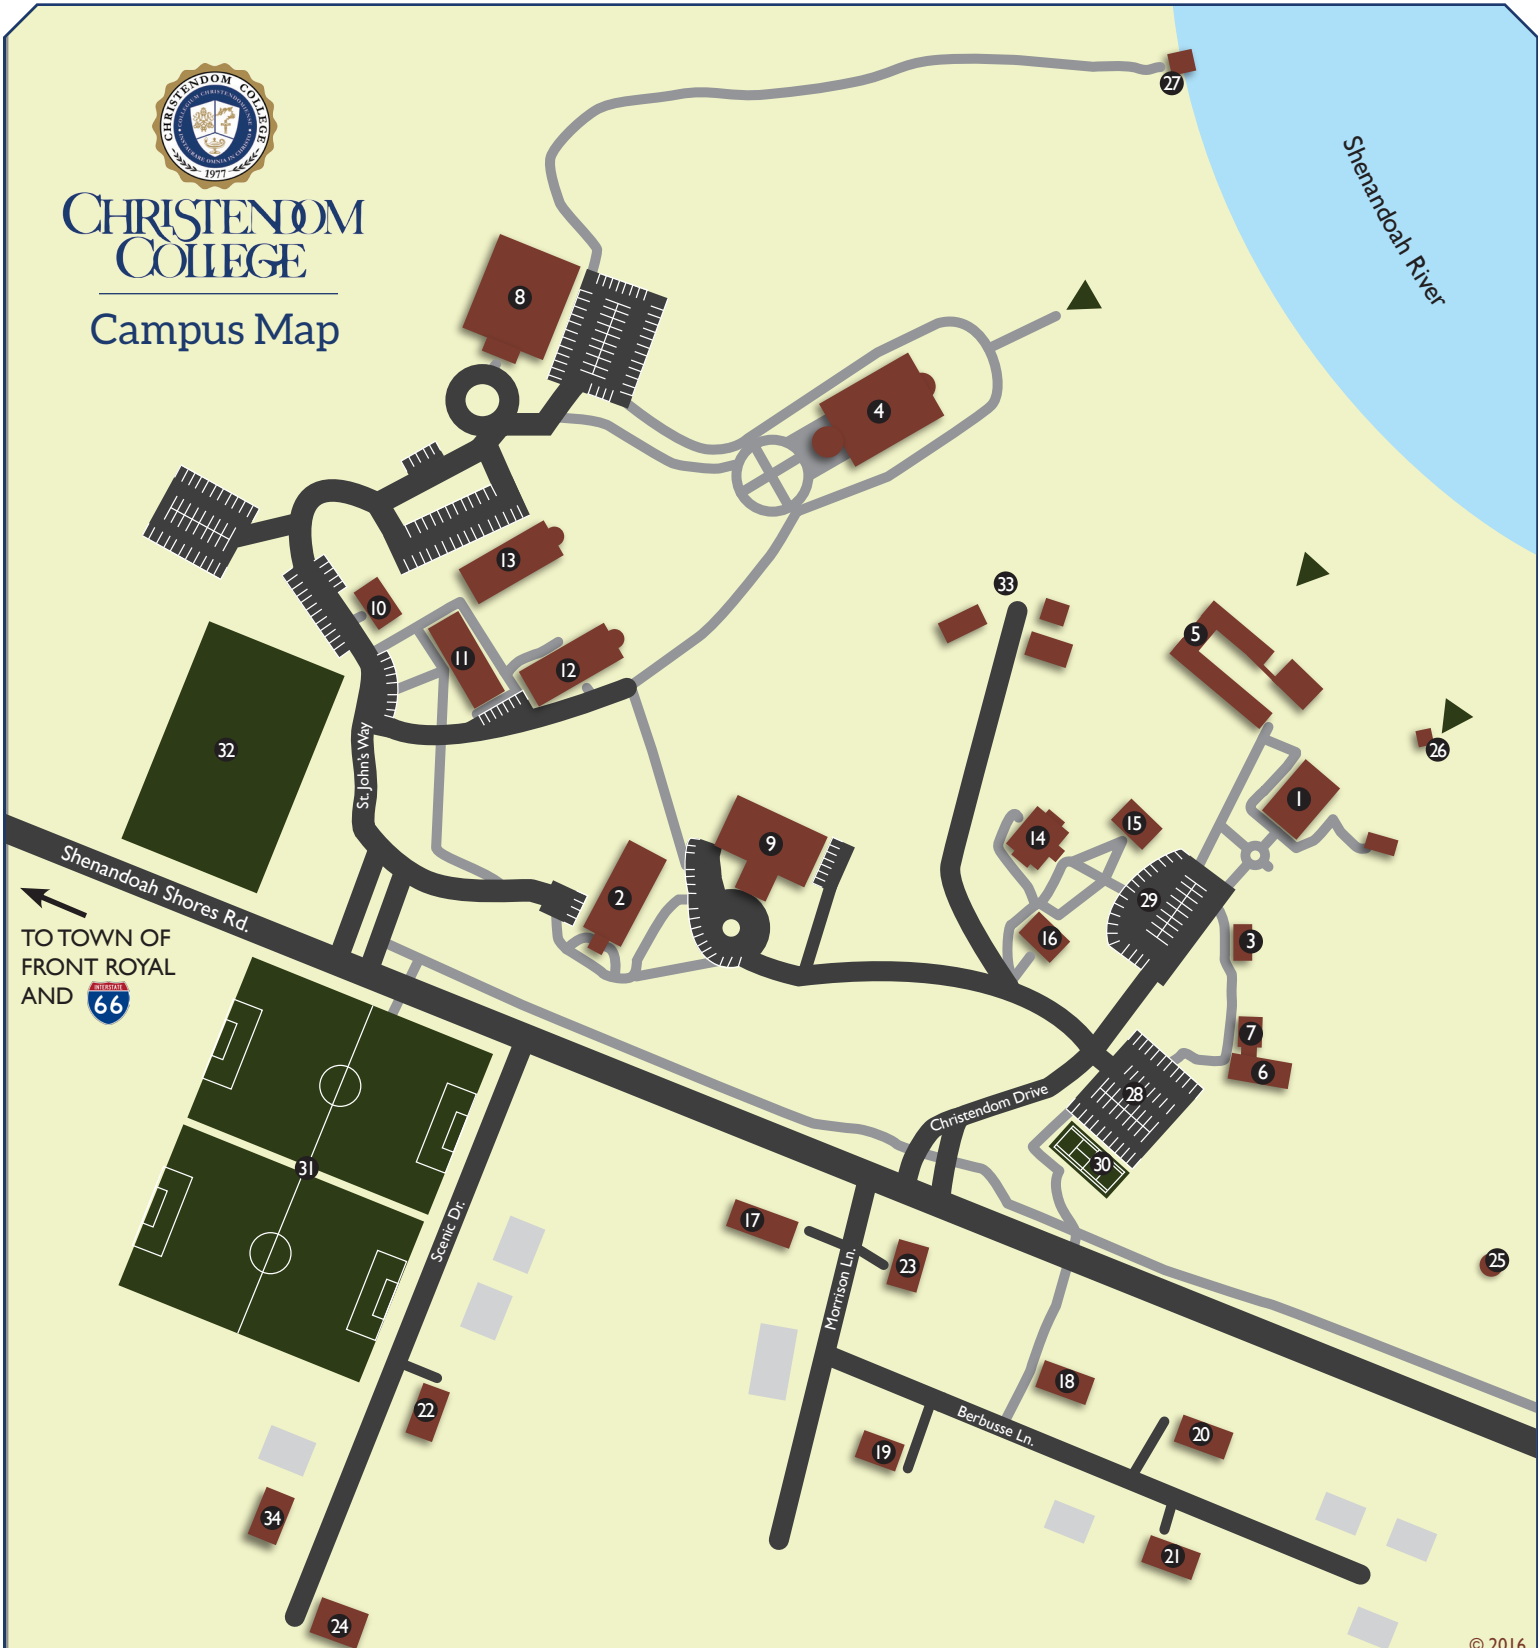 CHRISTENDOM COLLEGE
1977
CHRISTENDOM
COLLEGE
Campus Map
27
Shenandoah River
8
4
13
10
11
12
33
5
32
St. John's Way
26
1
9
14
15
2
29
16
3
Shenandoah Shores Rd.
TO TOWN OF
FRONT ROYAL
AND
INTERSTATE
66
7
6
28
Christendom Drive
30
31
17
Scenic Dr.
23
Morrison Ln.
25
18
22
Berbusse Ln.
19
20
34
21
24
© 2016